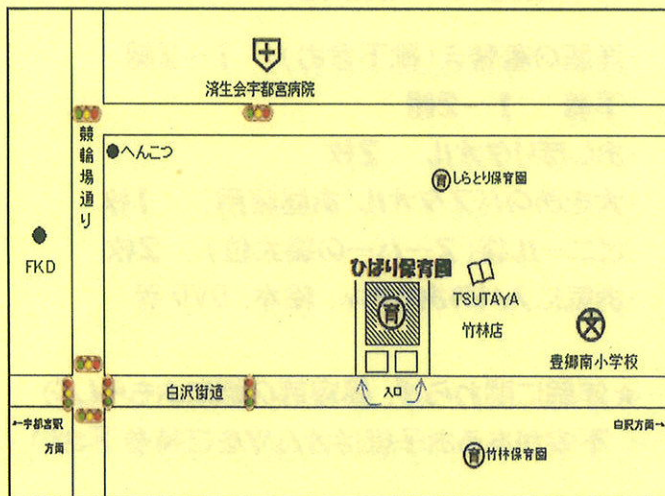 済生会宇都宮病院
競輪場通り
へんこつ
しらとり保育園
FKD
ひばり保育園
育
TSUTAYA
竹林店
文
豊郷南小学校
白沢街道
入口
←宇都宮駅
方面
白沢方面→
育
竹林保育園